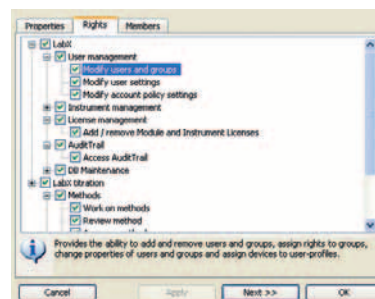 Properties Rights Members
LabX
User management
Modify users and groups
Modify user settings
Modify account policy settings
Instrument management
License management
Add / remove Module and Instrument Licenses
AuditTrail
Access AuditTrail
DB Maintenance
LabX titration
Methods
Work on methods
Review method
Provides the ability to add and remove users and groups, assign rights to groups,
change properties of users and groups and assign devices to user-profiles.
Cancel Apply Next >> OK